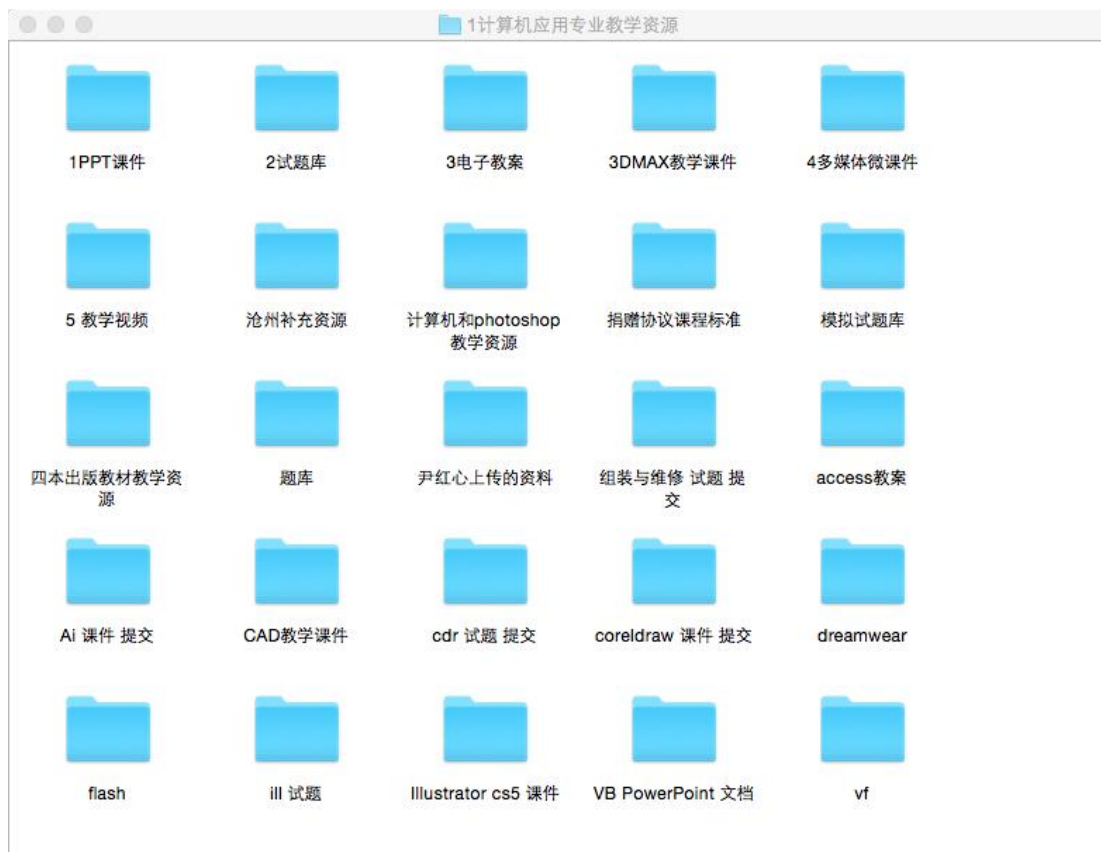 1计算机应用专业教学资源
1PPT课件
2试题库
3电子教案
3DMAX教学课件
4多媒体微课件
5 教学视频
沧州补充资源
计算机和photoshop
教学资源
捐赠协议课程标准
模拟试题库
四本出版教材教学资
源
题库
尹红心上传的资料
组装与维修 试题 提
交
access教案
Ai 课件 提交
CAD教学课件
cdr 试题 提交
coreldraw 课件 提交
dreamwear
flash
ill 试题
Illustrator cs5 课件
VB PowerPoint 文档
vf